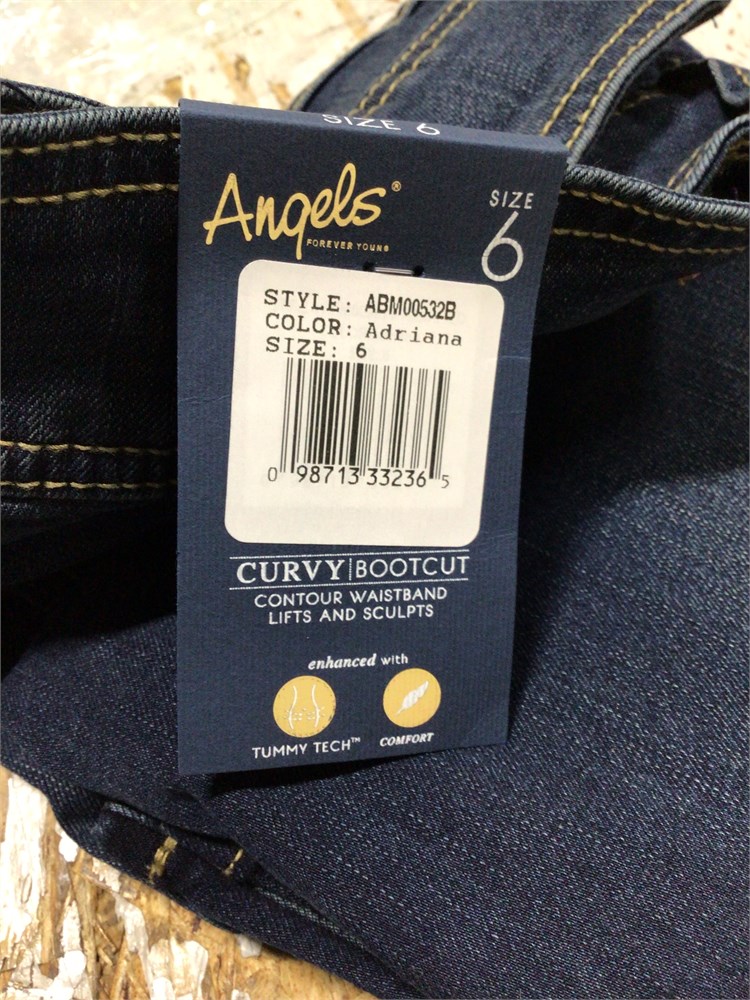 SIZE 6
Angels®
FOREVER YOUNG
SIZE
6
STYLE: ABM00532B
COLOR: Adriana
SIZE: 6
0 98713 33236 5
CURVY|BOOTCUT
CONTOUR WAISTBAND
LIFTS AND SCULPTS
enhanced with
TUMMY TECH™
COMFORT